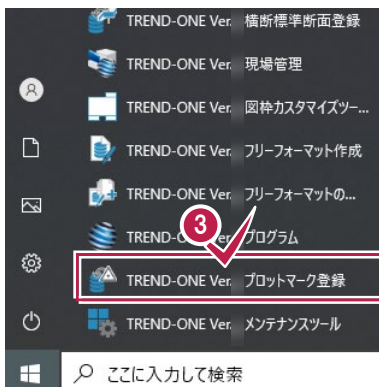 TREND-ONE Ver. 横断標準断面登録
TREND-ONE Ver. 現場管理
TREND-ONE Ver. 図枠カスタマイズツー...
TREND-ONE Ver. フリーフォーマット作成
TREND-ONE Ver. フリーフォーマットの...
3
TREND-ONE Ver. プログラム
TREND-ONE Ver. プロットマーク登録
TREND-ONE Ver. メンテナンスツール
ここに入力して検索